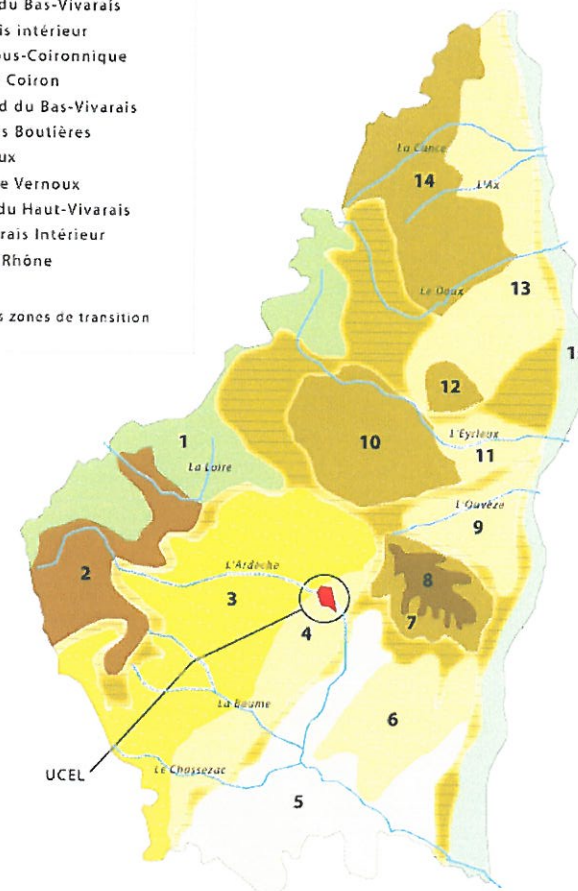 du Bas-Vivarais
is intérieur
ous-Coironnique
Coiron
d du Bas-Vivarais
s Boutières
ux
e Vernoux
du Haut-Vivarais
rais Intérieur
Rhône
s zones de transition
La Cance
14
L'Ax
Le Doux
13
1
12
10
L'Eyrieux
11
1
La Loire
L'Ouvèze
9
2
L'Ardèche
8
3
7
4
La Baume
6
UCEL
Le Chassezac
5